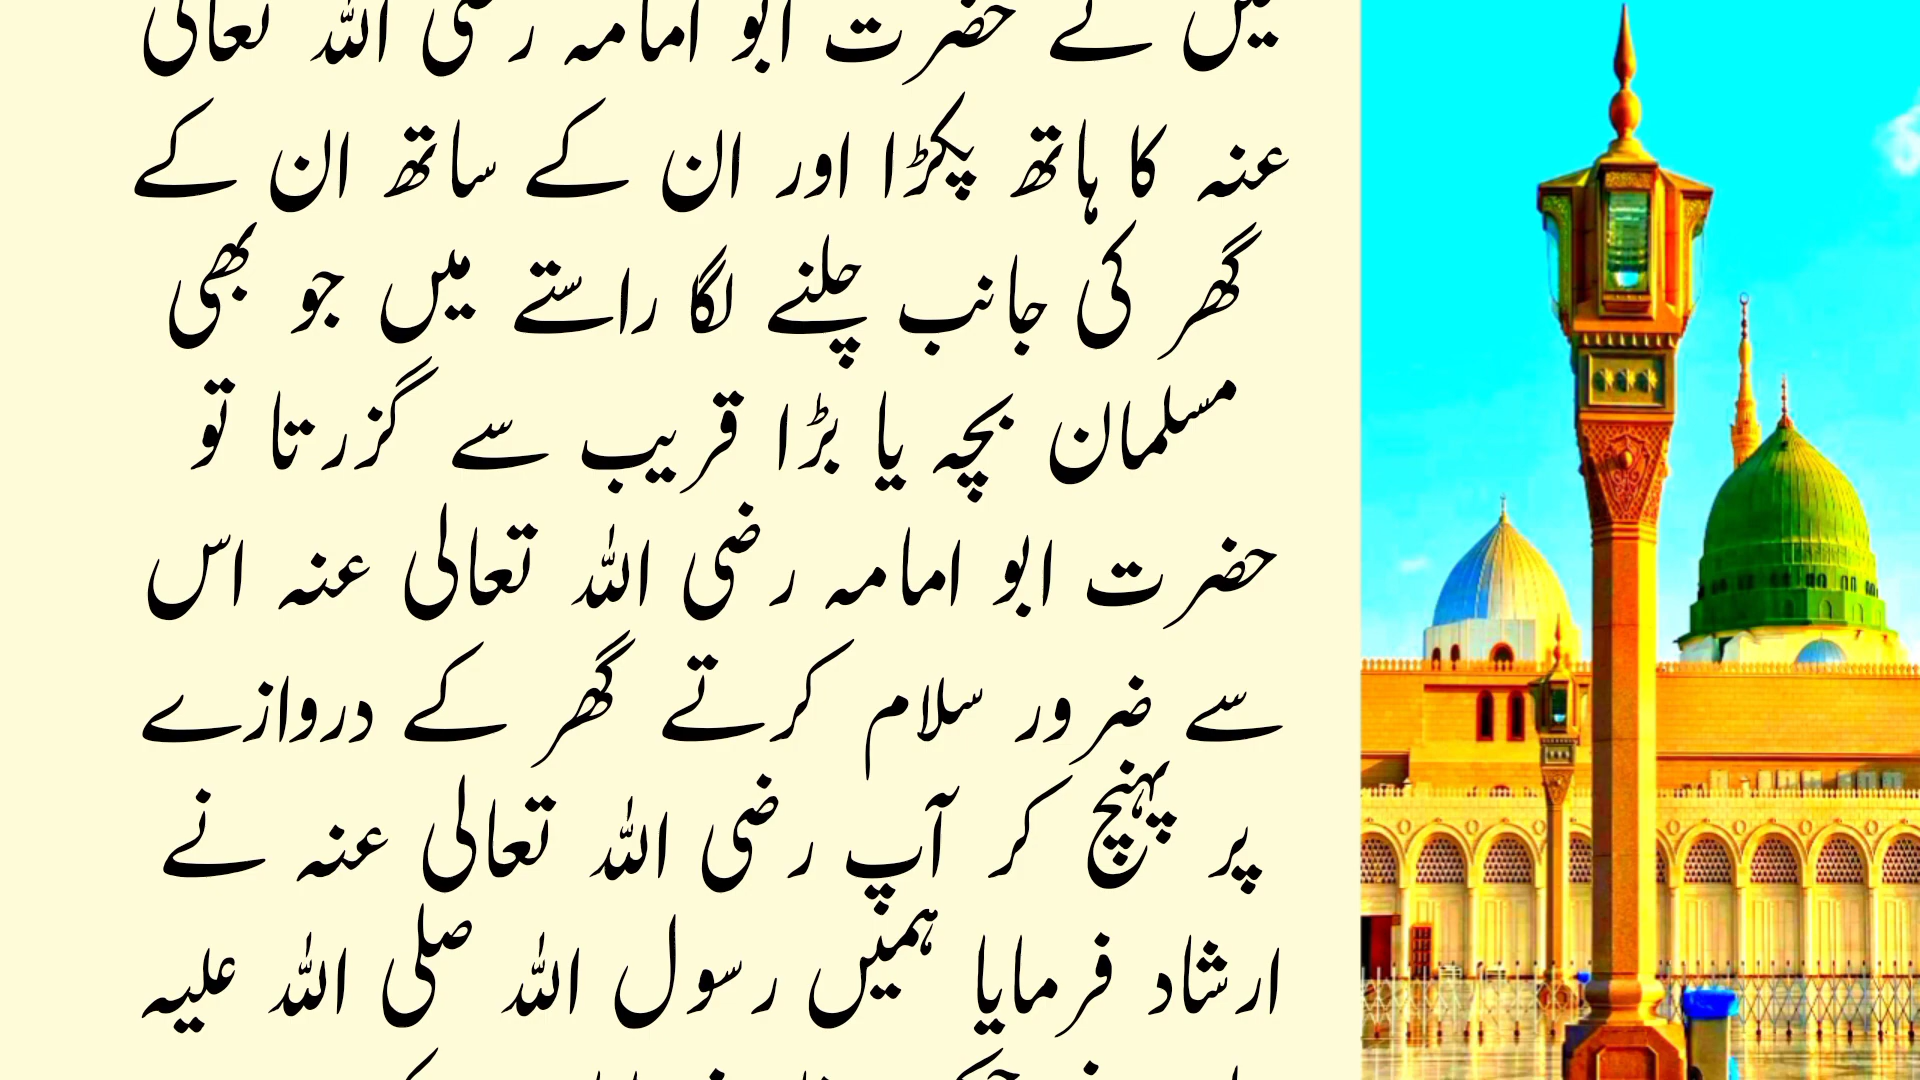 میں نے حضرت ابو امامہ رضی اللہ تعالی
عنہ کا ہاتھ پکڑا اور ان کے ساتھ ان کے
گھر کی جانب چلنے لگا راستے میں جو بھی
مسلمان بچہ یا بڑا قریب سے گزرتا تو
حضرت ابو امامہ رضی اللہ تعالی عنہ اس
سے ضرور سلام کرتے گھر کے دروازے
پر پہنچ کر آپ رضی اللہ تعالی عنہ نے
ارشاد فرمایا ہمیں رسول اللہ صلی اللہ علیہ